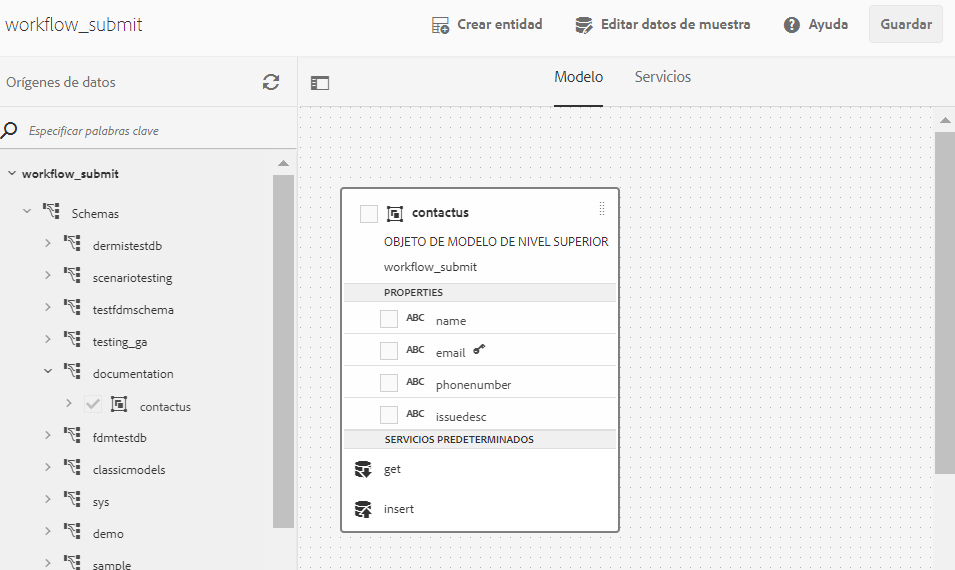 workflow_submit
Crear entidad
Editar datos de muestra
Ayuda
Guardar
Orígenes de datos
Modelo
Servicios
Especificar palabras clave
workflow_submit
Schemas
dermistestdb
scenariotesting
testfdmschema
testing_ga
documentation
contactus
fdmtestdb
classicmodels
sys
demo
sample
contactus
OBJETO DE MODELO DE NIVEL SUPERIOR
workflow_submit
PROPERTIES
ABC name
ABC email
ABC phonenumber
ABC issuedesc
SERVICIOS PREDETERMINADOS
get
insert